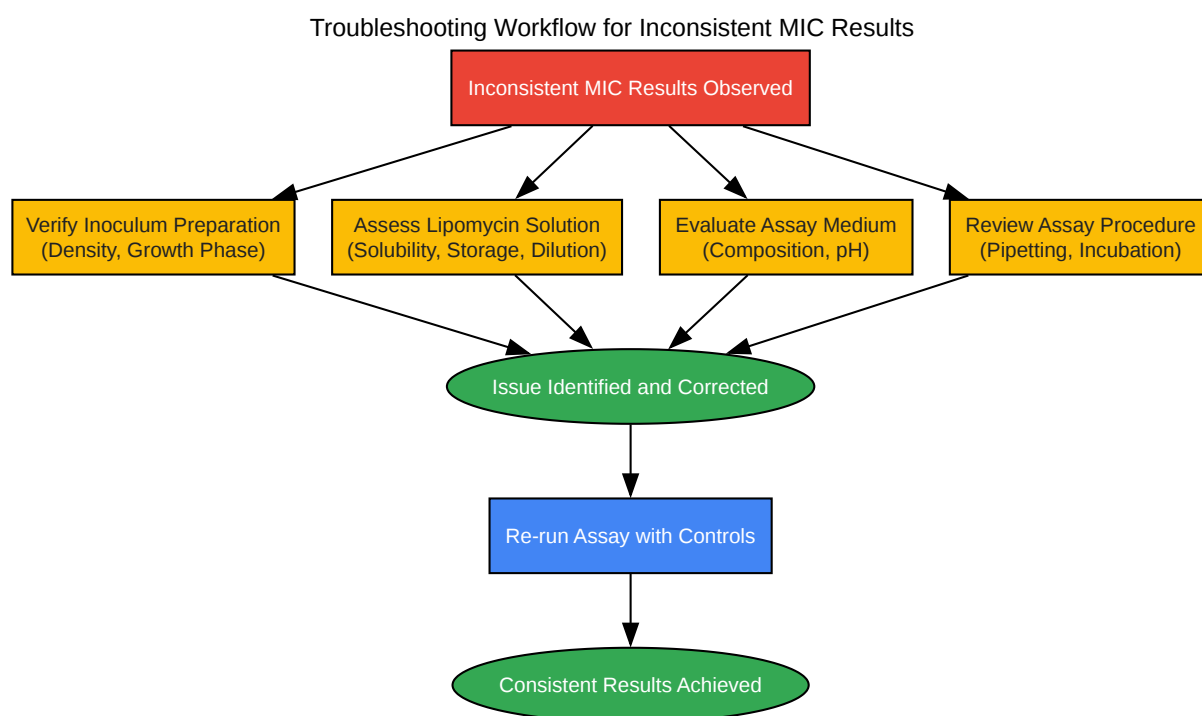 Troubleshooting Workflow for Inconsistent MIC Results
Inconsistent MIC Results Observed
Verify Inoculum Preparation
(Density, Growth Phase)
Assess Lipomycin Solution
(Solubility, Storage, Dilution)
Evaluate Assay Medium
(Composition, pH)
Review Assay Procedure
(Pipetting, Incubation)
Issue Identified and Corrected
Re-run Assay with Controls
Consistent Results Achieved